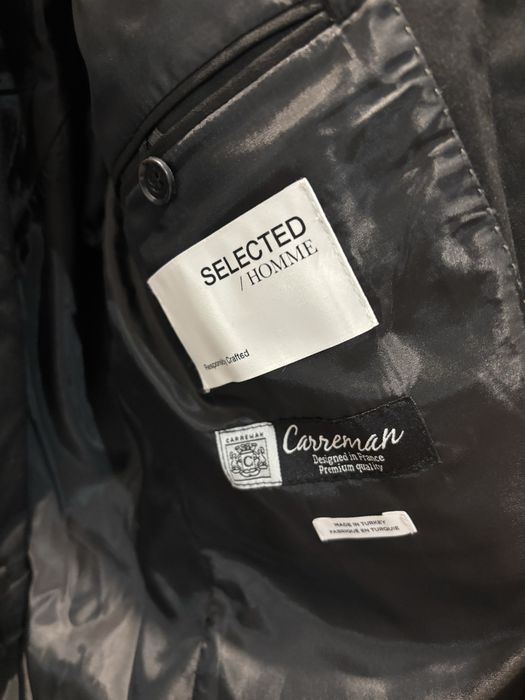 SELECTED
/HOMME
Responsibly Crafted
CARREMAN
C
Carreman
Designed in France
Premium quality
MADE IN TURKEY
FABRIQUÉ EN TURQUIE